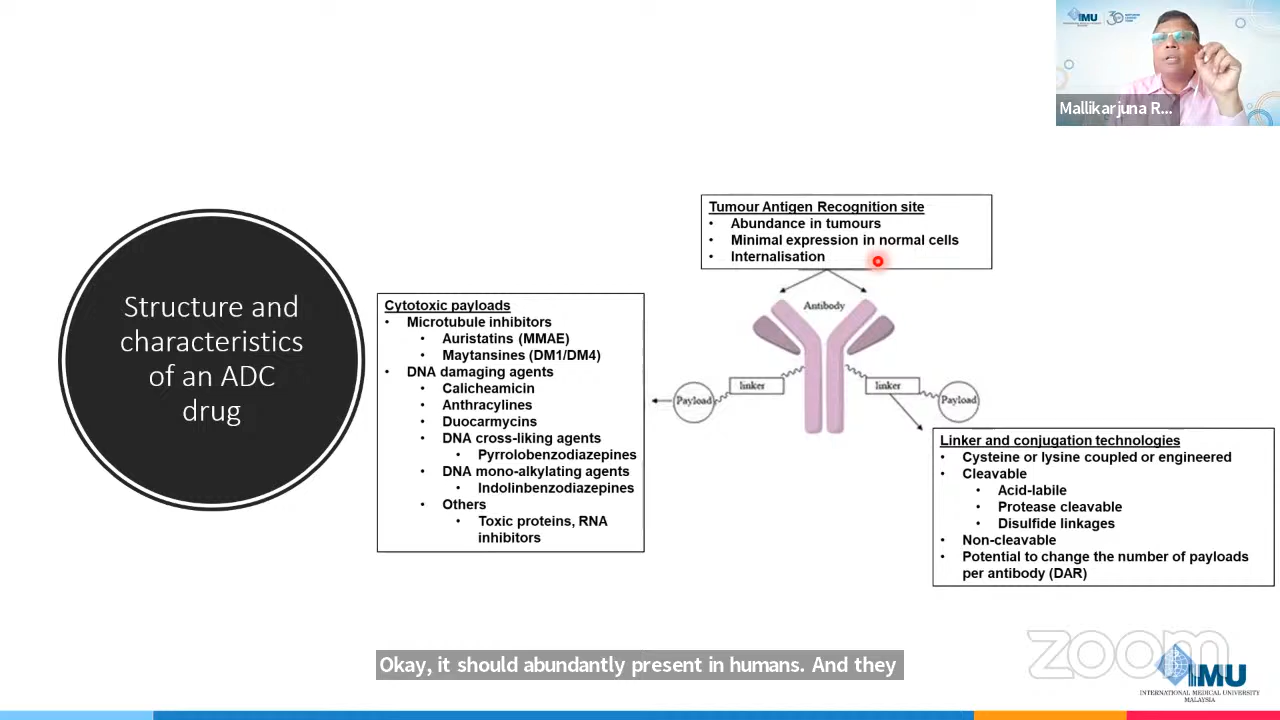 IMU
Mallikarjuna R...
Structure and
characteristics
of an ADC
drug
Tumour Antigen Recognition site
• Abundance in tumours
• Minimal expression in normal cells
• Internalisation
Cytotoxic payloads
• Microtubule inhibitors
• Auristatins (MMAE)
• Maytansines (DM1/DM4)
• DNA damaging agents
• Calicheamicin
• Anthracylines
• Duocarmycins
• DNA cross-liking agents
• Pyrrolobenzodiazepines
• DNA mono-alkylating agents
• Indolinbenzodiazepines
• Others
• Toxic proteins, RNA
inhibitors
Antibody
linker
linker
Payload
Payload
Linker and conjugation technologies
• Cysteine or lysine coupled or engineered
• Cleavable
• Acid-labile
• Protease cleavable
• Disulfide linkages
• Non-cleavable
• Potential to change the number of payloads
per antibody (DAR)
Okay, it should abundantly present in humans. And they
zoom
IMU
INTERNATIONAL MEDICAL UNIVERSITY
MALAYSIA